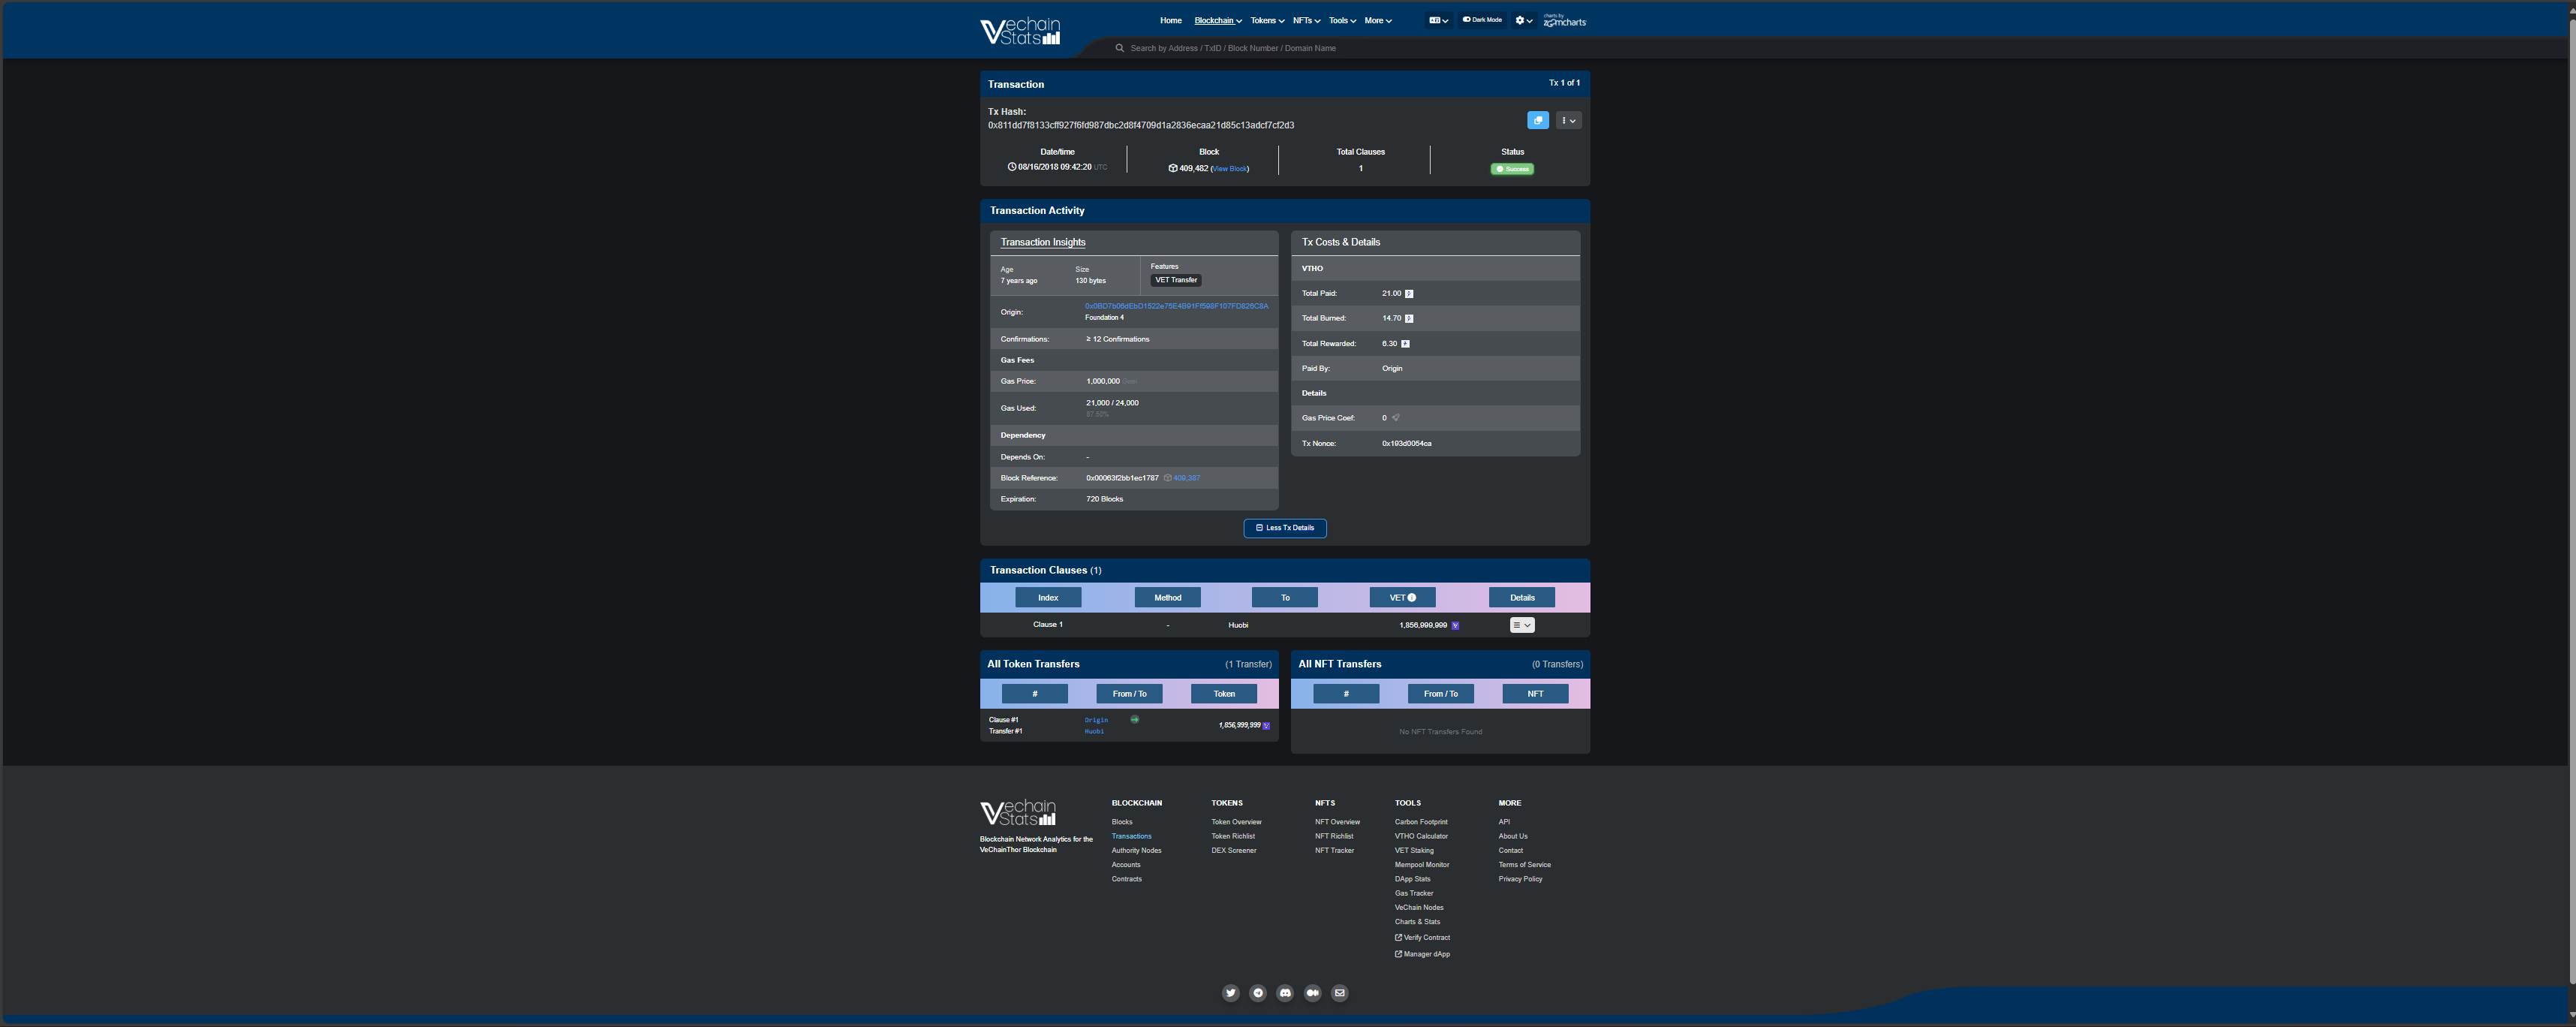 Vechain Stats
Home Blockchain Tokens NFTs Tools More
Dark Mode
charts by
zoomcharts
Search by Address / TxID / Block Number / Domain Name
Transaction
Tx 1 of 1
Tx Hash:
0x811dd7f8133cff927f6fd987dbc2d8f4709d1a2836ecaa21d85c13adcf7cf2d3
Date/time Block Total Clauses Status
08/16/2018 09:42:20 UTC 409,482 (View Block) 1 Success
Transaction Activity
Transaction Insights
Age Size Features
7 years ago 130 bytes VET Transfer
Origin:
Foundation 4
Confirmations: ≥ 12 Confirmations
Gas Fees
Gas Price: 1,000,000
Gas Used: 21,000 / 24,000
87.50%
Dependency
Depends On: -
Block Reference: 0x00063f2bb1ec1787 409,387
Expiration: 720 Blocks
Tx Costs & Details
VTHO
Total Paid: 21.00
Total Burned: 14.70
Total Rewarded: 6.30
Paid By: Origin
Details
Gas Price Coef: 0
Tx Nonce: 0x193d0054ca
Less Tx Details
Transaction Clauses (1)
Index Method To VET Details
Clause 1 - Huobi 1,856,999,999
All Token Transfers (1 Transfer)
# From / To Token
Clause #1 Origin
Transfer #1 Huobi
1,856,999,999
All NFT Transfers (0 Transfers)
# From / To NFT
No NFT Transfers Found
Vechain Stats
Blockchain Network Analytics for the
VeChainThor Blockchain
BLOCKCHAIN
Blocks
Transactions
Authority Nodes
Accounts
Contracts
TOKENS
Token Overview
Token Richlist
DEX Screener
NFTS
NFT Overview
NFT Richlist
NFT Tracker
TOOLS
Carbon Footprint
VTHO Calculator
VET Staking
Mempool Monitor
DApp Stats
Gas Tracker
VeChain Nodes
Charts & Stats
Verify Contract
Manager dApp
MORE
API
About Us
Contact
Terms of Service
Privacy Policy